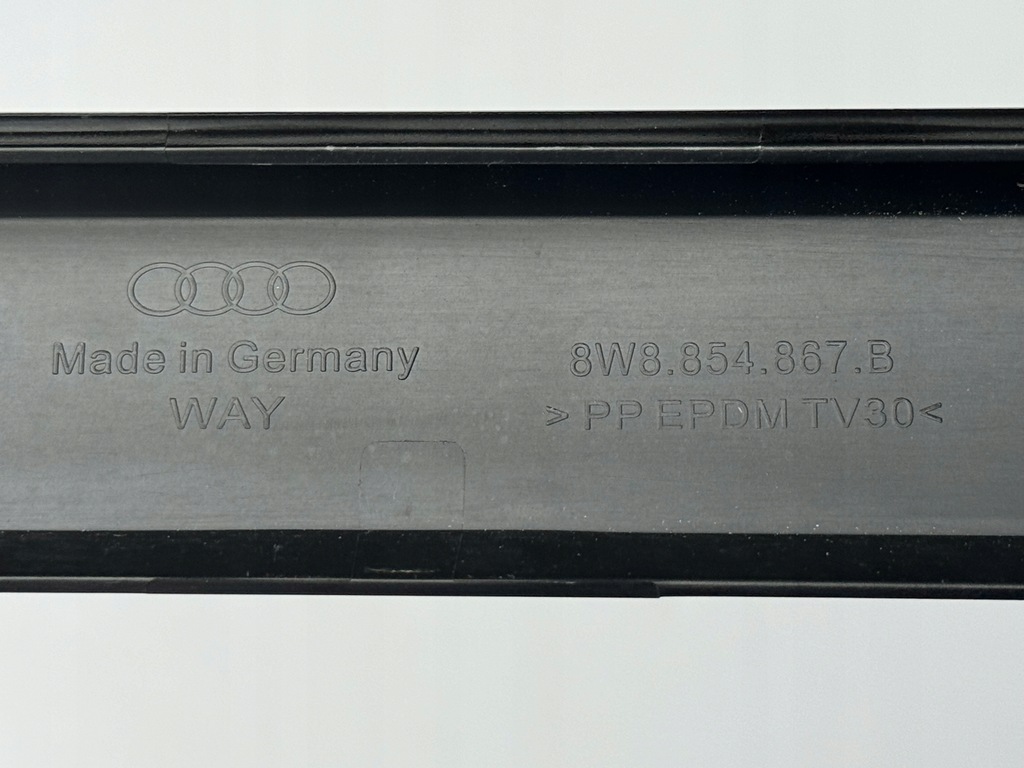 Made in Germany
WAY
8W8.854.867.B
> PP EPDM TV30<